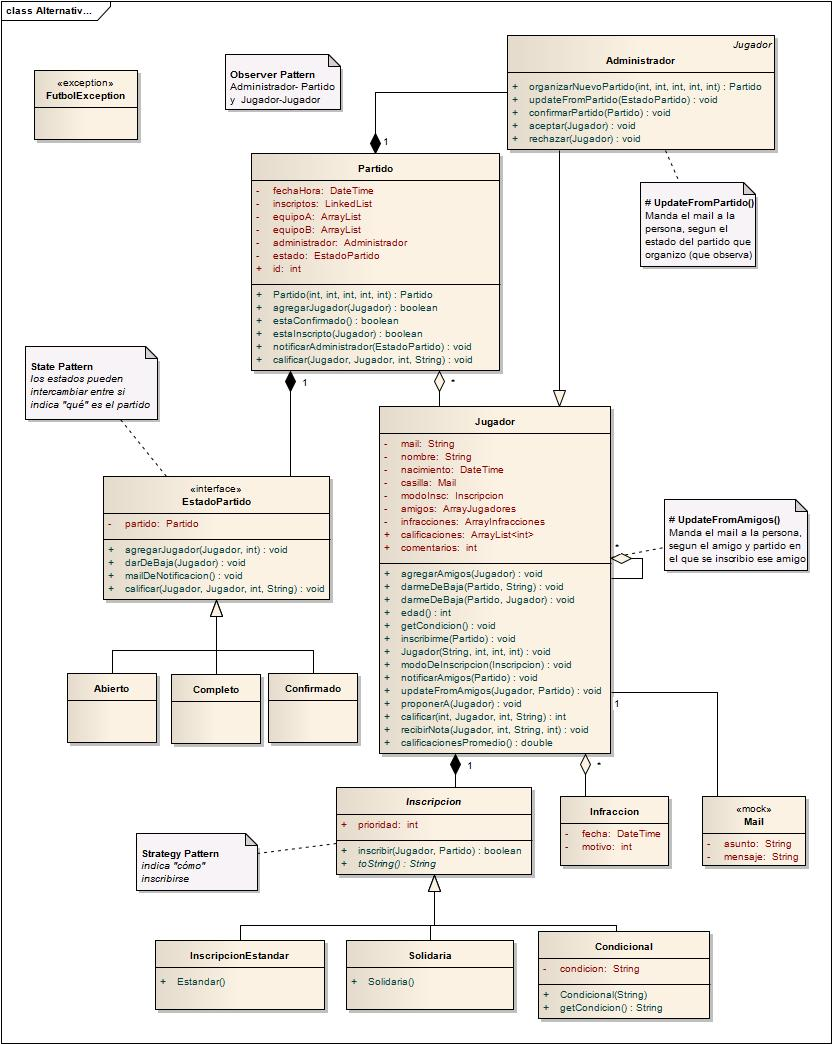 class Alternativ...
«exception»
FutbolException
Observer Pattern
Administrador- Partido
y Jugador-Jugador
Jugador
Administrador
+ organizarNuevoPartido(int, int, int, int, int) : Partido
+ updateFromPartido(EstadoPartido) : void
+ confirmarPartido(Partido) : void
+ aceptar(Jugador) : void
+ rechazar(Jugador) : void
1
# UpdateFromPartido()
Manda el mail a la
persona, segun el
estado del partido que
organizo (que observa)
Partido
- fechaHora: DateTime
- inscriptos: LinkedList
- equipoA: ArrayList
- equipoB: ArrayList
- administrador: Administrador
- estado: EstadoPartido
+ id: int
+ Partido(int, int, int, int, int) : Partido
+ agregarJugador(Jugador) : boolean
+ estaConfirmado() : boolean
+ estaInscripto(Jugador) : boolean
+ notificarAdministrador(EstadoPartido) : void
+ calificar(Jugador, Jugador, int, String) : void
1
*
State Pattern
los estados pueden
intercambiar entre si
indica "qué" es el partido
«interface»
EstadoPartido
- partido: Partido
+ agregarJugador(Jugador, int) : void
+ darDeBaja(Jugador) : void
+ mailDeNotificacion() : void
+ calificar(Jugador, Jugador, int, String) : void
Abierto
Completo
Confirmado
Jugador
- mail: String
- nombre: String
- nacimiento: DateTime
- casilla: Mail
- modoInsc: Inscripcion
- amigos: ArrayJugadores
- infracciones: ArrayInfracciones
+ calificaciones: ArrayList<int>
+ comentarios: int
+ agregarAmigos(Jugador) : void
+ darmeDeBaja(Partido, String) : void
+ darmeDeBaja(Partido, Jugador) : void
+ edad() : int
+ getCondicion() : void
+ inscribirme(Partido) : void
+ Jugador(String, int, int, int) : void
+ modoDeInscripcion(Inscripcion) : void
+ notificarAmigos(Partido) : void
+ updateFromAmigos(Jugador, Partido) : void
+ proponerA(Jugador) : void
+ calificar(int, Jugador, int, String) : int
+ recibirNota(Jugador, int, String, int) : void
+ calificacionesPromedio() : double
*
# UpdateFromAmigos()
Manda el mail a la persona,
segun el amigo y partido en
el que se inscribio ese amigo
1
1
*
Inscripcion
+ prioridad: int
+ inscribir(Jugador, Partido) : boolean
+ toString() : String
Infraccion
- fecha: DateTime
- motivo: int
«mock»
Mail
- asunto: String
- mensaje: String
Strategy Pattern
indica "cómo"
inscribirse
InscripcionEstandar
+ Estandar()
Solidaria
+ Solidaria()
Condicional
- condicion: String
+ Condicional(String)
+ getCondicion() : String